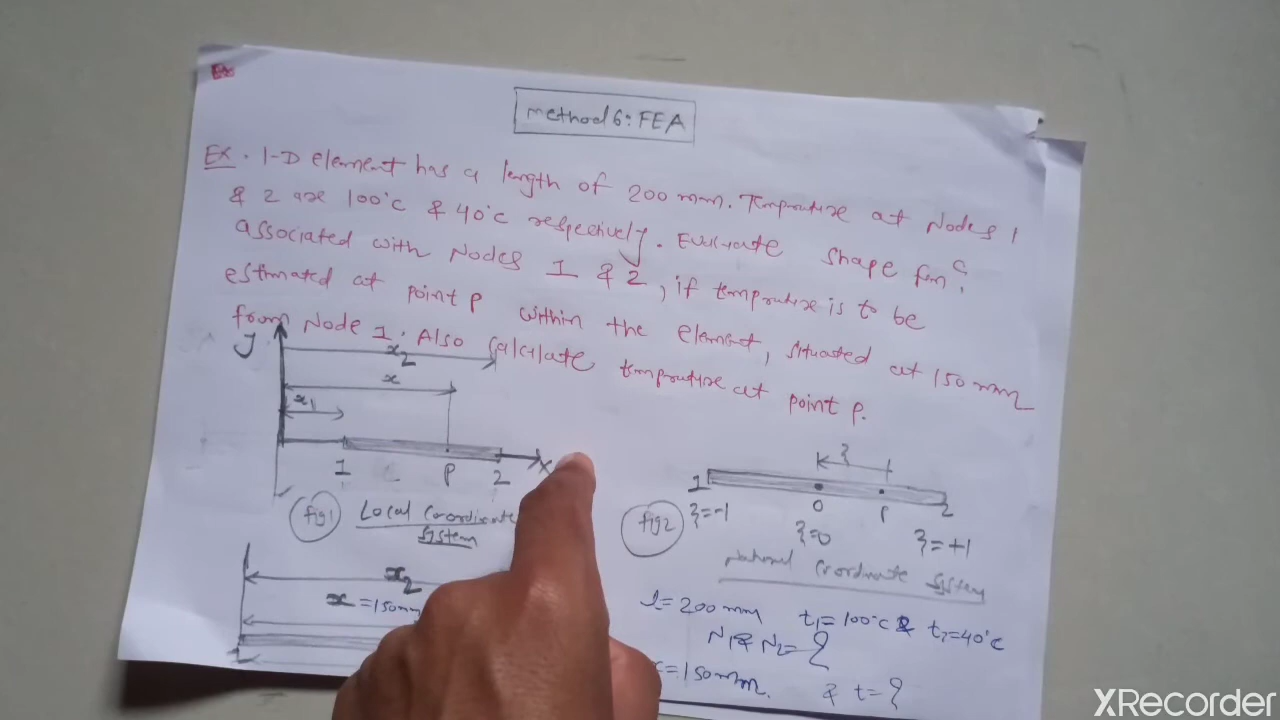 method 6: FEA
Ex. 1-D element has a length of 200 mm. Temprutire at Nodes 1
& 2 are 100°C & 40°C respectively. Evaluate shape fnn.
associated with Nodes 1 & 2, if temprutire is to be
estimated at point P within the element, situated at 150 mm
from Node 1. Also calculate temprutire at point P.
y
x2
x
x1
1 P 2 X
fig1 Local Coordinate
System
x2
x = 150mm
ξ
1 0 P 2
ξ=-1 ξ=0 ξ=+1
fig2
Natural Coordinate System
l=200 mm t1=100°C & t2=40°C
N1 & N2=?
=150mm. & t=?
XRecorder